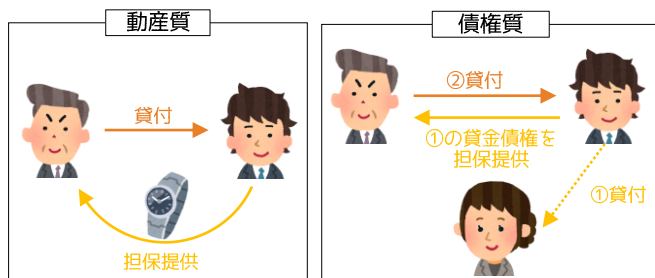 動産質
貸付
担保提供
債権質
②貸付
①の貸金債権を
担保提供
①貸付